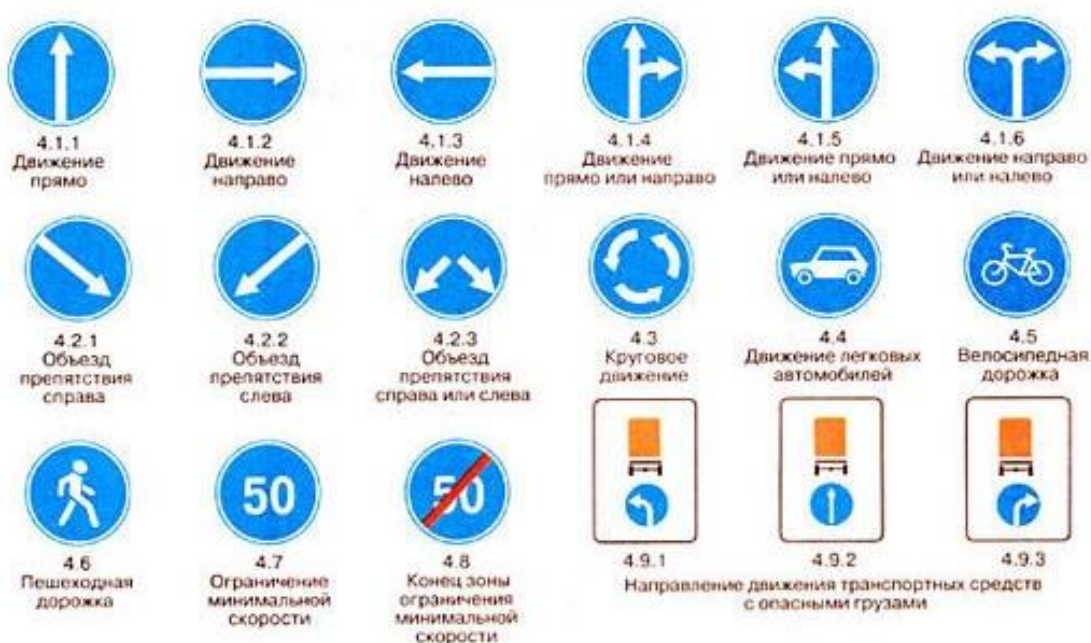 4.1.1
Движение
прямо
4.1.2
Движение
направо
4.1.3
Движение
налево
4.1.4
Движение
прямо или направо
4.1.5
Движение прямо
или налево
4.1.6
Движение направо
или налево
4.2.1
Объезд
препятствия
справа
4.2.2
Объезд
препятствия
слева
4.2.3
Объезд
препятствия
справа или слева
4.3
Круговое
движение
4.4
Движение легковых
автомобилей
4.5
Велосипедная
дорожка
4.6
Пешеходная
дорожка
50
4.7
Ограничение
минимальной
скорости
50
4.8
Конец зоны
ограничения
минимальной
скорости
4.9.1
4.9.2
4.9.3
Направление движения транспортных средств
с опасными грузами